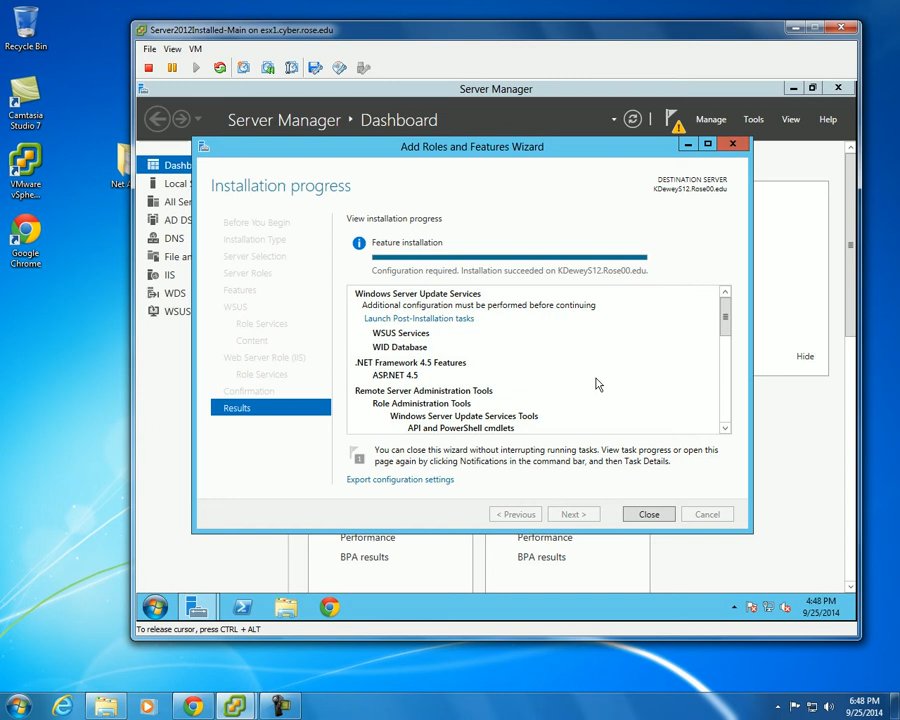 Recycle Bin
Camtasia
Studio 7
VMware
vSphe...
Google
Chrome
Net A
Server2012Installed-Main on esx1.cyber.rose.edu
File View VM
Server Manager
Server Manager ‣ Dashboard
Manage Tools View Help
Dashb
Local S
All Ser
AD DS
DNS
File an
IIS
WDS
WSUS
Add Roles and Features Wizard
Installation progress
DESTINATION SERVER
KDeweyS12.Rose00.edu
Before You Begin
Installation Type
Server Selection
Server Roles
Features
WSUS
Role Services
Content
Web Server Role (IIS)
Role Services
Confirmation
Results
View installation progress
Feature installation
Configuration required. Installation succeeded on KDeweyS12.Rose00.edu.
Windows Server Update Services
Additional configuration must be performed before continuing
Launch Post-Installation tasks
WSUS Services
WID Database
.NET Framework 4.5 Features
ASP.NET 4.5
Remote Server Administration Tools
Role Administration Tools
Windows Server Update Services Tools
API and PowerShell cmdlets
1
You can close this wizard without interrupting running tasks. View task progress or open this
page again by clicking Notifications in the command bar, and then Task Details.
Export configuration settings
< Previous Next > Close Cancel
Hide
Performance
BPA results
Performance
BPA results
4:48 PM
9/25/2014
To release cursor, press CTRL + ALT
6:48 PM
9/25/2014